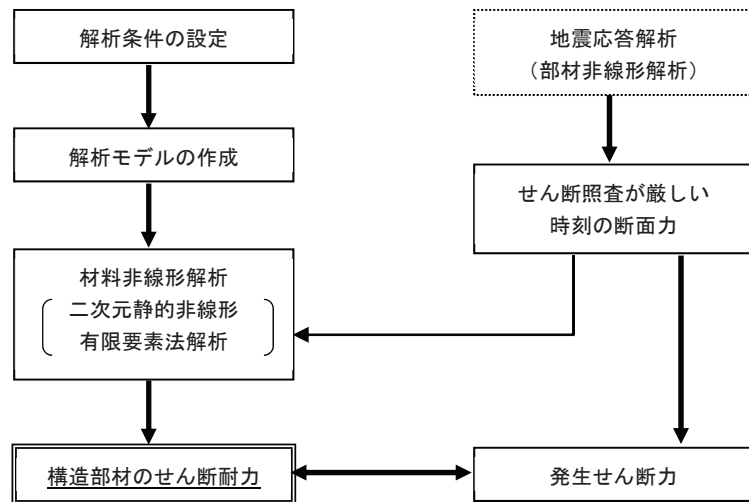 解析条件の設定
解析モデルの作成
材料非線形解析
二次元静的非線形
有限要素法解析
構造部材のせん断耐力
地震応答解析
（部材非線形解析）
せん断照査が厳しい
時刻の断面力
発生せん断力